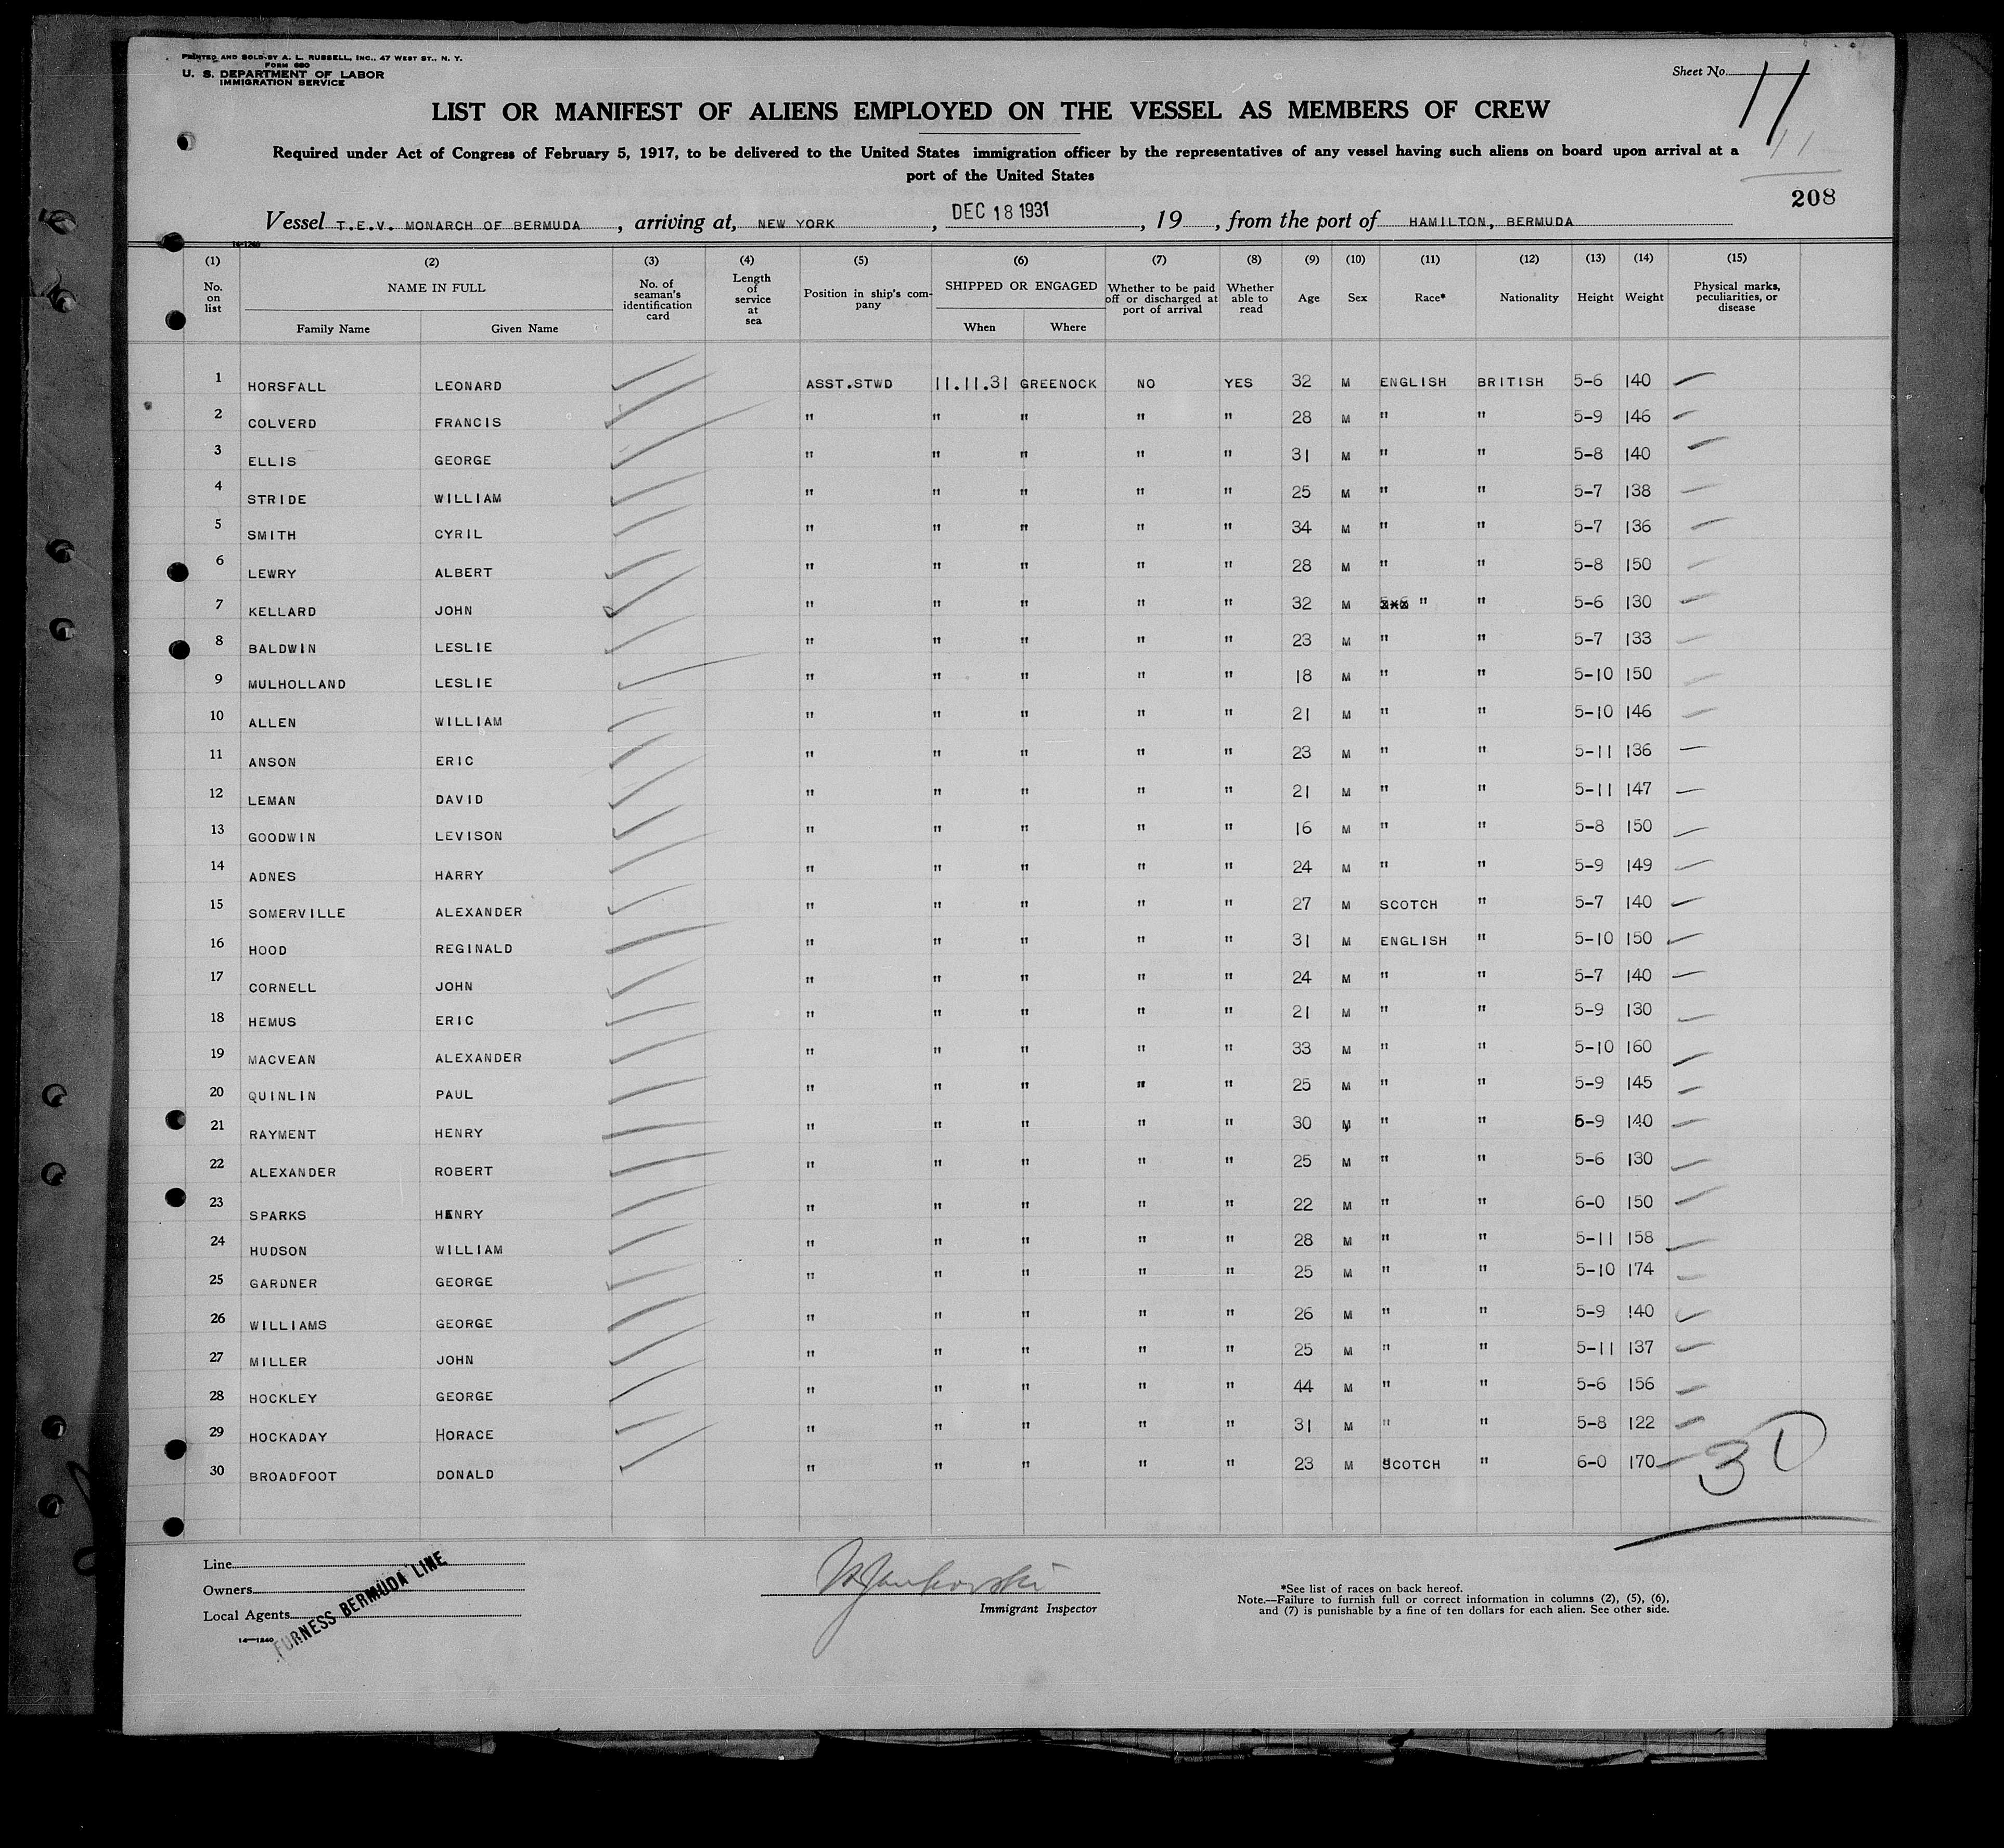 PRINTED AND SOLD BY A. L. RUSSELL, INC., 47 WEST ST., N. Y.
FORM 680
U. S. DEPARTMENT OF LABOR
IMMIGRATION SERVICE
Sheet No. 11
LIST OR MANIFEST OF ALIENS EMPLOYED ON THE VESSEL AS MEMBERS OF CREW
Required under Act of Congress of February 5, 1917, to be delivered to the United States immigration officer by the representatives of any vessel having such aliens on board upon arrival at a
port of the United States
11
208
Vessel T.E.V. MONARCH OF BERMUDA, arriving at, NEW YORK, DEC 18 1931, 19, from the port of HAMILTON, BERMUDA
14-1240
(1) (2) (3) (4) (5) (6) (7) (8) (9) (10) (11) (12) (13) (14) (15)
No. on list NAME IN FULL Family Name Given Name No. of seaman's identification card Length of service at sea Position in ship's company SHIPPED OR ENGAGED When Where Whether to be paid off or discharged at port of arrival Whether able to read Age Sex Race* Nationality Height Weight Physical marks, peculiarities, or disease
1 HORSFALL LEONARD ASST.STWD 11.11.31 GREENOCK NO YES 32 M ENGLISH BRITISH 5-6 140
2 COLVERD FRANCIS " " " " " 28 M " " 5-9 146
3 ELLIS GEORGE " " " " " 31 M " " 5-8 140
4 STRIDE WILLIAM " " " " " 25 M " " 5-7 138
5 SMITH CYRIL " " " " " 34 M " " 5-7 136
6 LEWRY ALBERT " " " " " 28 M " " 5-8 150
7 KELLARD JOHN " " " " " 32 M " " 5-6 130
8 BALDWIN LESLIE " " " " " 23 M " " 5-7 133
9 MULHOLLAND LESLIE " " " " " 18 M " " 5-10 150
10 ALLEN WILLIAM " " " " " 21 M " " 5-10 146
11 ANSON ERIC " " " " " 23 M " " 5-11 136
12 LEMAN DAVID " " " " " 21 M " " 5-11 147
13 GOODWIN LEVISON " " " " " 16 M " " 5-8 150
14 ADNES HARRY " " " " " 24 M " " 5-9 149
15 SOMERVILLE ALEXANDER " " " " " 27 M SCOTCH " 5-7 140
16 HOOD REGINALD " " " " " 31 M ENGLISH " 5-10 150
17 CORNELL JOHN " " " " " 24 M " " 5-7 140
18 HEMUS ERIC " " " " " 21 M " " 5-9 130
19 MACVEAN ALEXANDER " " " " " 33 M " " 5-10 160
20 QUINLIN PAUL " " " " " 25 M " " 5-9 145
21 RAYMENT HENRY " " " " " 30 M " " 5-9 140
22 ALEXANDER ROBERT " " " " " 25 M " " 5-6 130
23 SPARKS HENRY " " " " " 22 M " " 6-0 150
24 HUDSON WILLIAM " " " " " 28 M " " 5-11 158
25 GARDNER GEORGE " " " " " 25 M " " 5-10 174
26 WILLIAMS GEORGE " " " " " 26 M " " 5-9 140
27 MILLER JOHN " " " " " 25 M " " 5-11 137
28 HOCKLEY GEORGE " " " " " 44 M " " 5-6 156
29 HOCKADAY HORACE " " " " " 31 M " " 5-8 122
30 BROADFOOT DONALD " " " " " 23 M SCOTCH " 6-0 170
30
Line
Owners
Local Agents
FURNESS BERMUDA LINE
14-1240
Immigrant Inspector
*See list of races on back hereof.
Note.—Failure to furnish full or correct information in columns (2), (5), (6),
and (7) is punishable by a fine of ten dollars for each alien. See other side.